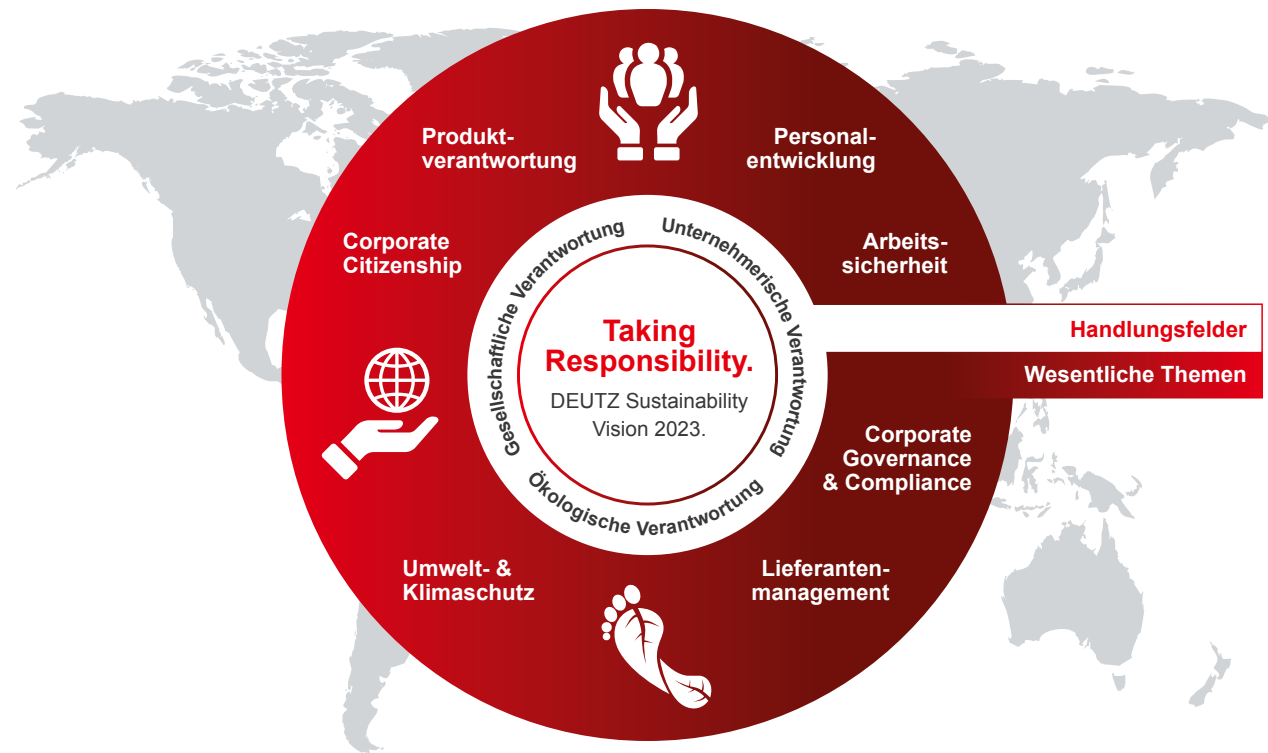 Produkt-
verantwortung
Personal-
entwicklung
Corporate
Citizenship
Arbeits-
sicherheit
Gesellschaftliche Verantwortung
Unternehmerische Verantwortung
Ökologische Verantwortung
Taking
Responsibility.
DEUTZ Sustainability
Vision 2023.
Handlungsfelder
Wesentliche Themen
Corporate
Governance
& Compliance
Umwelt- &
Klimaschutz
Lieferanten-
management